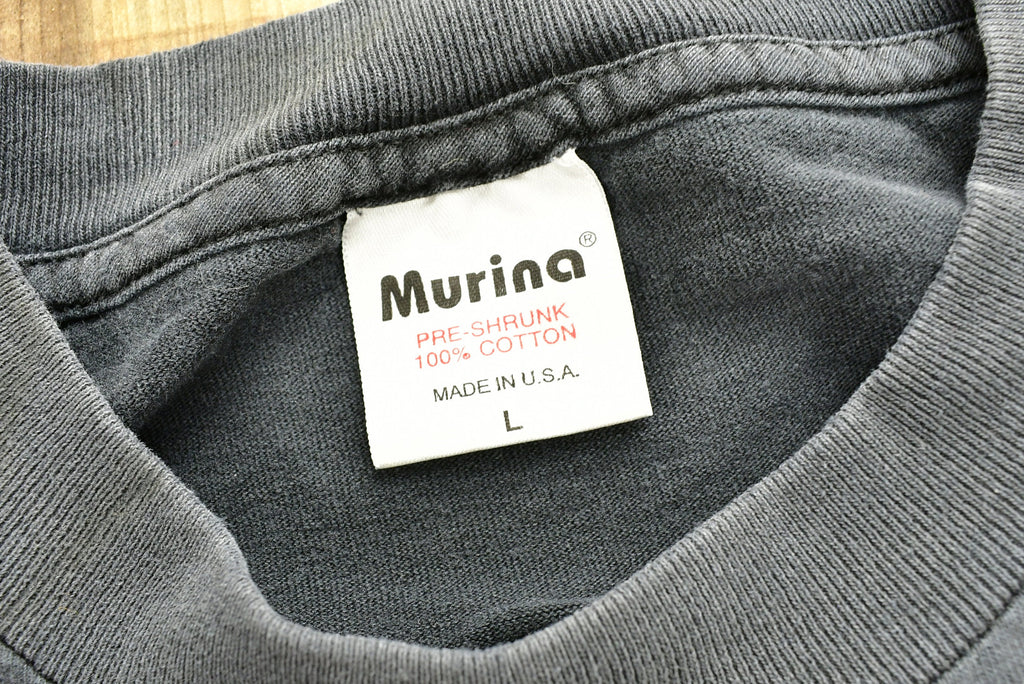 Murina®
PRE-SHRUNK
100% COTTON
MADE IN U.S.A.
L